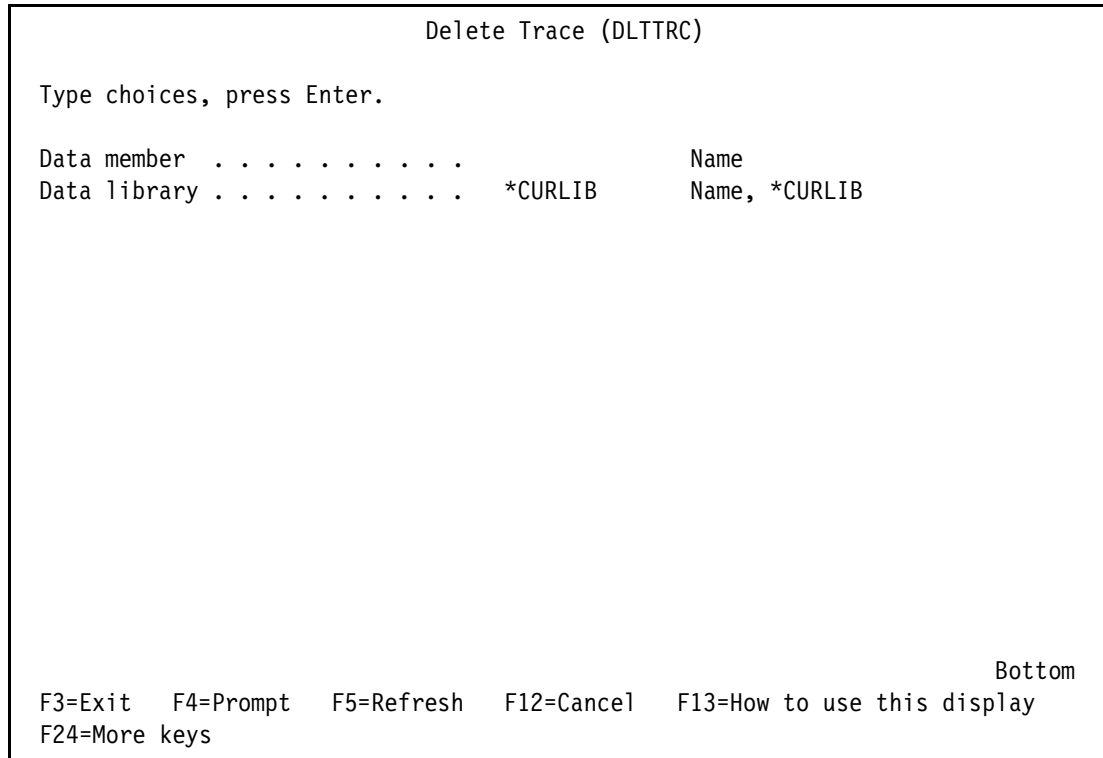 Delete Trace (DLTTRC)
Type choices, press Enter.
Data member . . . . . . . . . . Name
Data library . . . . . . . . . . *CURLIB Name, *CURLIB
Bottom
F3=Exit F4=Prompt F5=Refresh F12=Cancel F13=How to use this display
F24=More keys